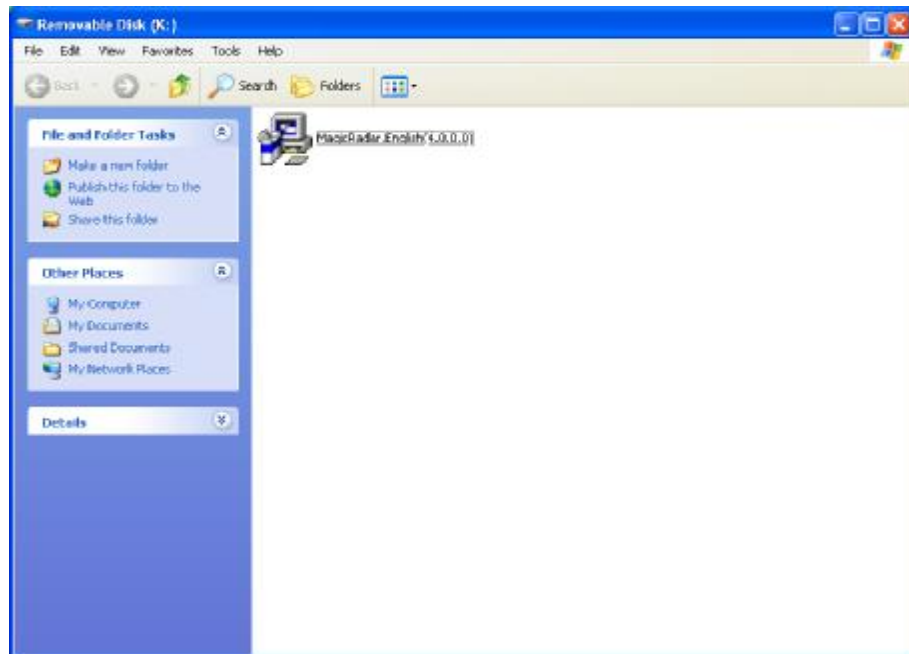 Removable Disk (K:)
File Edit View Favorites Tools Help
Back Search Folders
File and Folder Tasks
Make a new folder
Publish this folder to the
Web
Share this folder
MagicRadar English(4.0.0.0)
Other Places
My Computer
My Documents
Shared Documents
My Network Places
Details